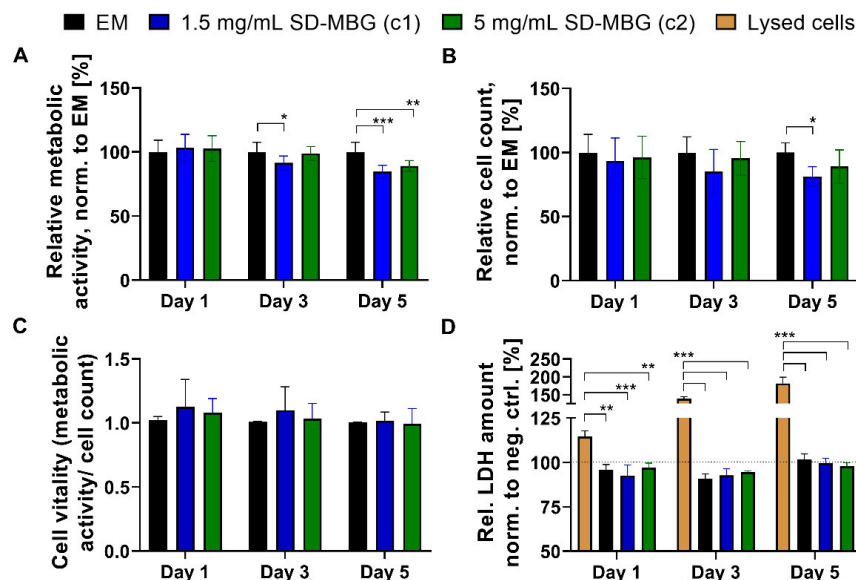 EM 1.5 mg/mL SD-MBG (c1) 5 mg/mL SD-MBG (c2) Lysed cells
A
Relative metabolic
activity, norm. to EM [%]
150
100
50
0
*
***
**
Day 1 Day 3 Day 5
B
Relative cell count,
norm. to EM [%]
150
100
50
0
*
Day 1 Day 3 Day 5
C
Cell vitality (metabolic
activity/ cell count)
1.5
1.0
0.5
0.0
Day 1 Day 3 Day 5
D
Rel. LDH amount
norm. to neg. ctrl. [%]
250
200
150
100
125
100
75
50
**
***
**
***
***
Day 1 Day 3 Day 5